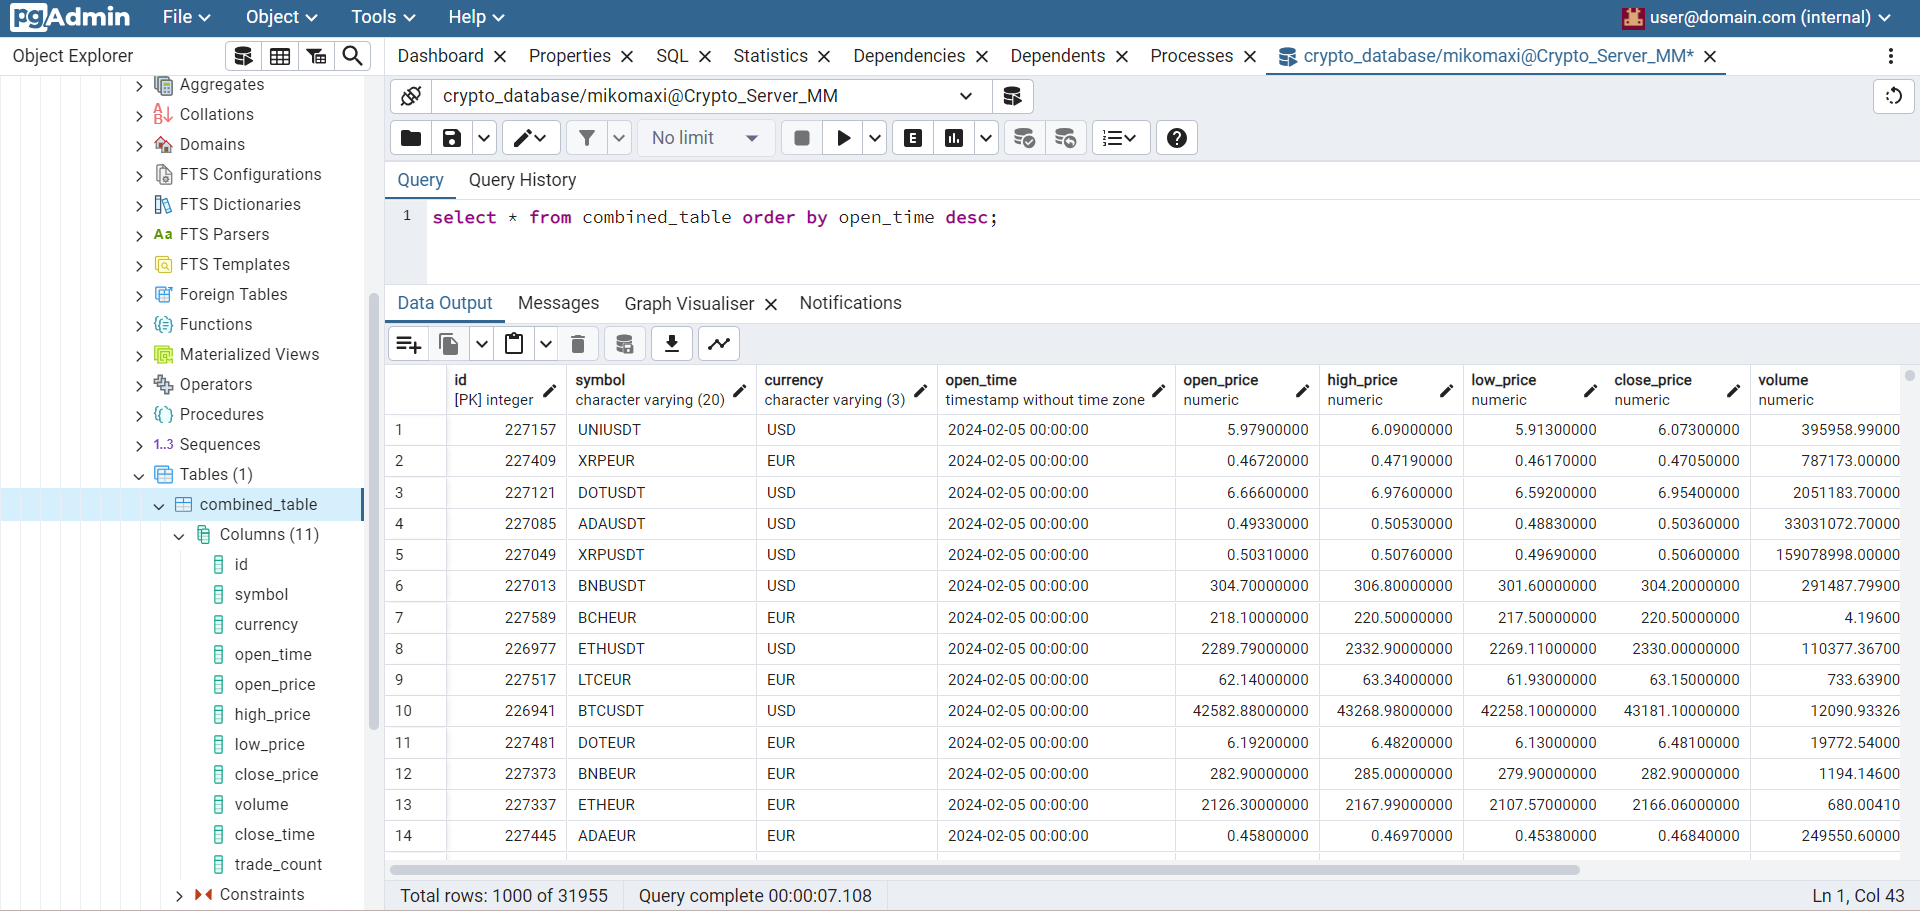 pgAdmin File Object Tools Help user@domain.com (internal)
Object Explorer Dashboard Properties SQL Statistics Dependencies Dependents Processes crypto_database/mikomaxi@Crypto_Server_MM*
Aggregates
Collations
Domains
FTS Configurations
FTS Dictionaries
Aa FTS Parsers
FTS Templates
Foreign Tables
Functions
Materialized Views
Operators
Procedures
1..3 Sequences
Tables (1)
combined_table
Columns (11)
id
symbol
currency
open_time
open_price
high_price
low_price
close_price
volume
close_time
trade_count
Constraints
crypto_database/mikomaxi@Crypto_Server_MM
No limit E
Query Query History
1 select * from combined_table order by open_time desc;
Data Output Messages Graph Visualiser Notifications
id symbol currency open_time open_price high_price low_price close_price volume
[PK] integer character varying (20) character varying (3) timestamp without time zone numeric numeric numeric numeric numeric
1 227157 UNIUSDT USD 2024-02-05 00:00:00 5.97900000 6.09000000 5.91300000 6.07300000 395958.99000
2 227409 XRPEUR EUR 2024-02-05 00:00:00 0.46720000 0.47190000 0.46170000 0.47050000 787173.00000
3 227121 DOTUSDT USD 2024-02-05 00:00:00 6.66600000 6.97600000 6.59200000 6.95400000 2051183.70000
4 227085 ADAUSDT USD 2024-02-05 00:00:00 0.49330000 0.50530000 0.48830000 0.50360000 33031072.70000
5 227049 XRPUSDT USD 2024-02-05 00:00:00 0.50310000 0.50760000 0.49690000 0.50600000 159078998.00000
6 227013 BNBUSDT USD 2024-02-05 00:00:00 304.70000000 306.80000000 301.60000000 304.20000000 291487.79900
7 227589 BCHEUR EUR 2024-02-05 00:00:00 218.10000000 220.50000000 217.50000000 220.50000000 4.19600
8 226977 ETHUSDT USD 2024-02-05 00:00:00 2289.79000000 2332.90000000 2269.11000000 2330.00000000 110377.36700
9 227517 LTCEUR EUR 2024-02-05 00:00:00 62.14000000 63.34000000 61.93000000 63.15000000 733.63900
10 226941 BTCUSDT USD 2024-02-05 00:00:00 42582.88000000 43268.98000000 42258.10000000 43181.10000000 12090.93326
11 227481 DOTEUR EUR 2024-02-05 00:00:00 6.19200000 6.48200000 6.13000000 6.48100000 19772.54000
12 227373 BNBEUR EUR 2024-02-05 00:00:00 282.90000000 285.00000000 279.90000000 282.90000000 1194.14600
13 227337 ETHEUR EUR 2024-02-05 00:00:00 2126.30000000 2167.99000000 2107.57000000 2166.06000000 680.00410
14 227445 ADAEUR EUR 2024-02-05 00:00:00 0.45800000 0.46970000 0.45380000 0.46840000 249550.60000
Total rows: 1000 of 31955 Query complete 00:00:07.108 Ln 1, Col 43